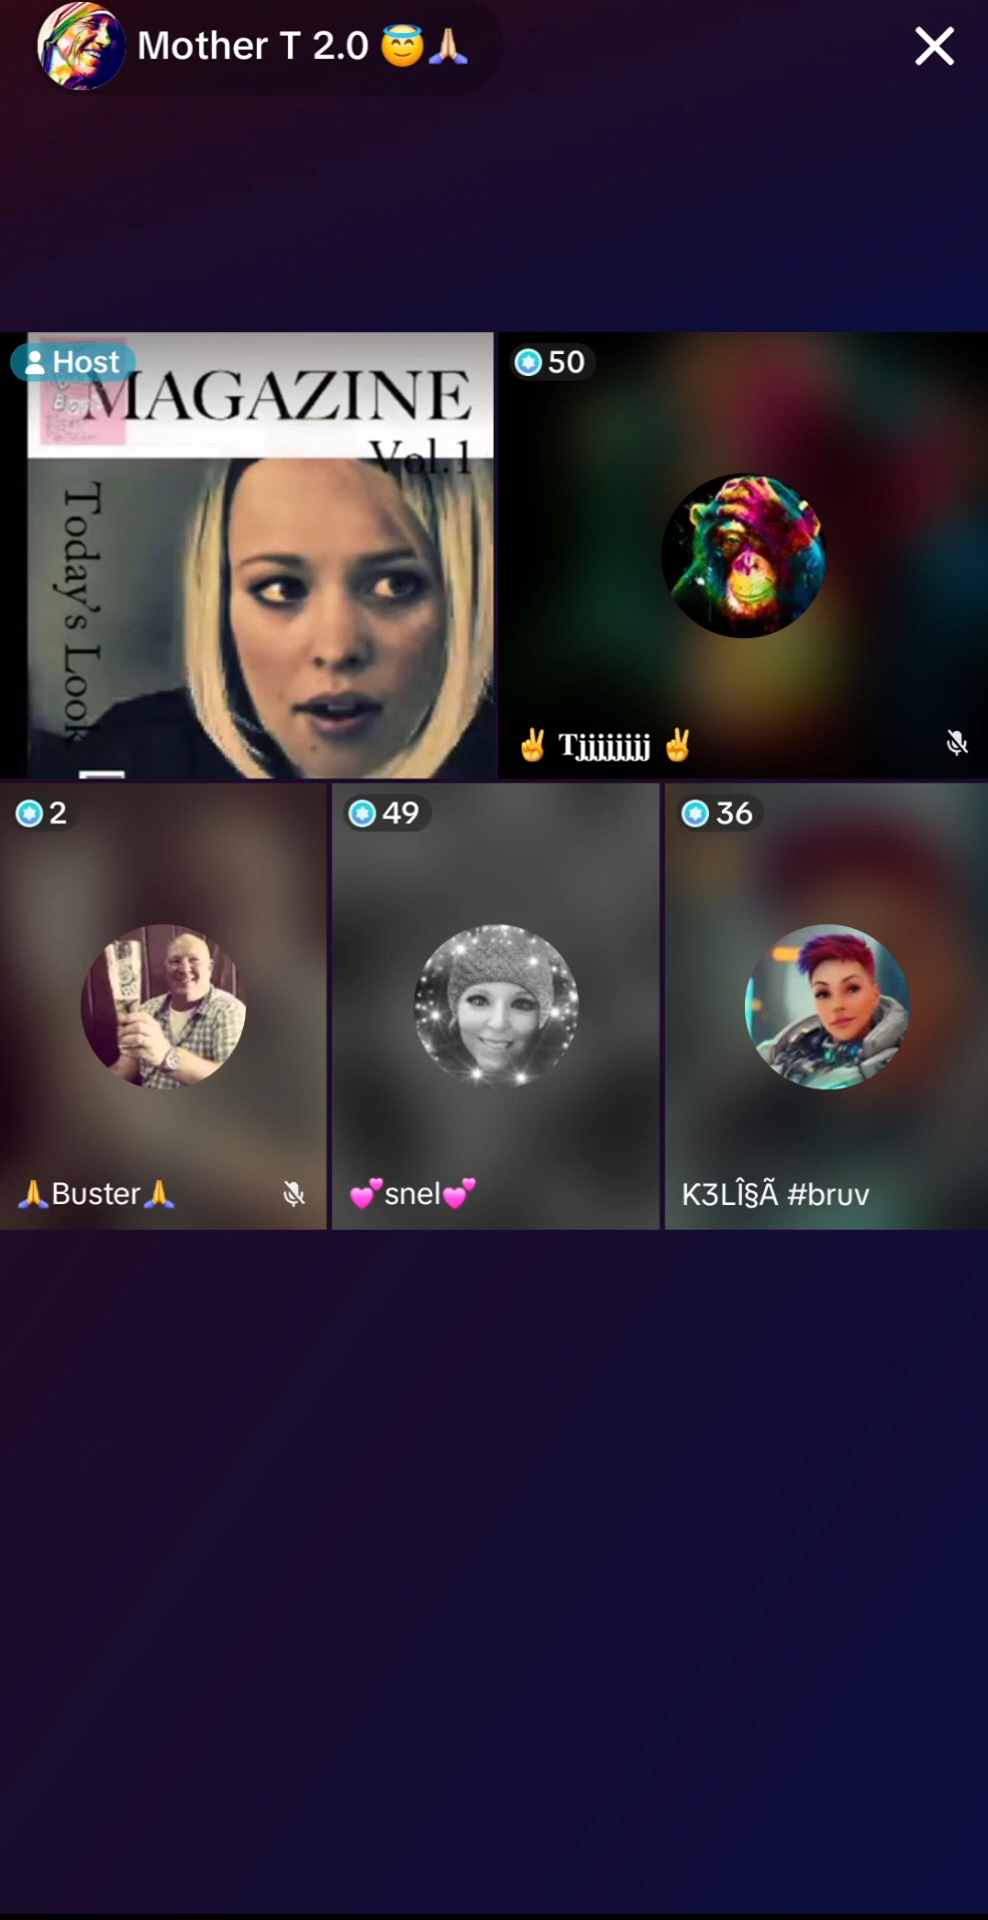 Mother T 2.0 😇🙏🏼
Host
MAGAZINE
Vol.1
Today's Look
50
✌️ Tjjjjjjjj ✌️
2
49
36
🙏Buster🙏
💕snel💕
K3LÎ§Ã #bruv